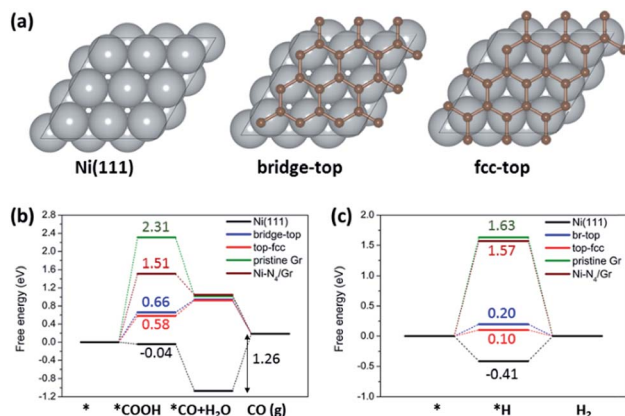 (a)
Ni(111)
bridge-top
fcc-top
(b)
Free energy (eV)
2.8
2.4
2.0
1.6
1.2
0.8
0.4
0.0
-0.4
-0.8
-1.2
2.31
1.51
0.66
0.58
-0.04
1.26
Ni(111)
bridge-top
top-fcc
pristine Gr
Ni-N4/Gr
* *COOH *CO+H2O CO (g)
(c)
Free energy (eV)
2.0
1.5
1.0
0.5
0.0
-0.5
-1.0
1.63
1.57
0.20
0.10
-0.41
Ni(111)
br-top
top-fcc
pristine Gr
Ni-N4/Gr
* *H H2